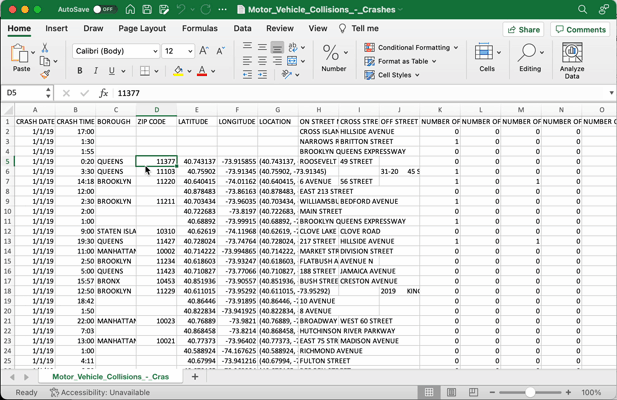 AutoSave OFF Motor_Vehicle_Collisions_-_Crashes
Home Insert Draw Page Layout Formulas Data Review View Tell me Share Comments
Calibri (Body) 12 Conditional Formatting
Format as Table
Cell Styles
Paste Number Cells Editing Analyze Data
D5 fx 11377
A B C D E F G H I J K L M N O
1 CRASH DATE CRASH TIME BOROUGH ZIP CODE LATITUDE LONGITUDE LOCATION ON STREET CROSS STRE OFF STREET NUMBER OF NUMBER OF NUMBER OF NUMBER OF NUMBER
2 1/1/19 17:00 CROSS ISLAN HILLSIDE AVENUE 0 0 0 0
3 1/1/19 1:30 NARROWS R BRITTON STREET 1 0 0 0
4 1/1/19 1:55 BROOKLYN QUEENS EXPRESSWAY 0 0 0 0
5 1/1/19 0:20 QUEENS 11377 40.743137 -73.915855 (40.743137, ROOSEVELT 49 STREET 0 0 0 0
6 1/1/19 3:30 QUEENS 11103 40.75902 -73.91345 (40.75902, -73.91345) 31-20 45 S 0 0 0 0
7 1/1/19 14:18 BROOKLYN 11220 40.640415 -74.01162 (40.640415, 6 AVENUE 56 STREET 1 0 1 0
8 1/1/19 12:00 40.878483 -73.86163 (40.878483, EAST 213 STREET 0 0 0 0
9 1/1/19 2:30 BROOKLYN 11211 40.703434 -73.96035 (40.703434, WILLIAMSBU BEDFORD AVENUE 1 0 0 0
10 1/1/19 2:00 40.722683 -73.8197 (40.722683, MAIN STREET 0 0 0 0
11 1/1/19 1:00 40.68892 -73.99915 (40.68892, BROOKLYN QUEENS EXPRESSWAY 1 0 0 0
12 1/1/19 9:00 STATEN ISLA 10310 40.62619 -74.11968 (40.62619, CLOVE LAKE CLOVE ROAD 0 0 0 0
13 1/1/19 19:30 QUEENS 11427 40.728024 -73.74764 (40.728024, 217 STREET HILLSIDE AVENUE 1 0 1 0
14 1/1/19 11:00 MANHATTAN 10002 40.714222 -73.994865 (40.714222, MARKET STR DIVISION STREET 0 0 0 0
15 1/1/19 2:50 BROOKLYN 11234 40.618603 -73.93247 (40.618603, FLATBUSH A AVENUE N 0 0 0 0
16 1/1/19 5:00 QUEENS 11423 40.710827 -73.77066 (40.710827, 188 STREET JAMAICA AVENUE 0 0 0 0
17 1/1/19 15:57 BRONX 10453 40.851936 -73.90557 (40.851936, BUSH STREE CRESTON AVENUE 0 0 0 0
18 1/1/19 12:50 BROOKLYN 11229 40.611015 -73.95292 (40.611015, -73.95292) 2019 KIN 0 0 0 0
19 1/1/19 18:42 40.86446 -73.91895 (40.86446, 10 AVENUE 0 0 0 0
20 1/1/19 1:50 40.822834 -73.941925 (40.822834, 8 AVENUE 0 0 0 0
21 1/1/19 22:00 MANHATTAN 10023 40.76889 -73.9821 (40.76889, BROADWAY WEST 60 STREET 0 0 0 0
22 1/1/19 7:03 40.868458 -73.8214 (40.868458, HUTCHINSON RIVER PARKWAY 0 0 0 0
23 1/1/19 13:00 MANHATTAN 10021 40.77373 -73.96402 (40.77373, EAST 75 STR MADISON AVENUE 0 0 0 0
24 1/1/19 1:00 40.588924 -74.167625 (40.588924, RICHMOND AVENUE 0 0 0 0
25 1/1/19 4:11 40.67994 -73.941216 (40.67994, FULTON STREET 0 0 0 0
Motor_Vehicle_Collisions_-_Cras
Ready Accessibility: Unavailable 100%